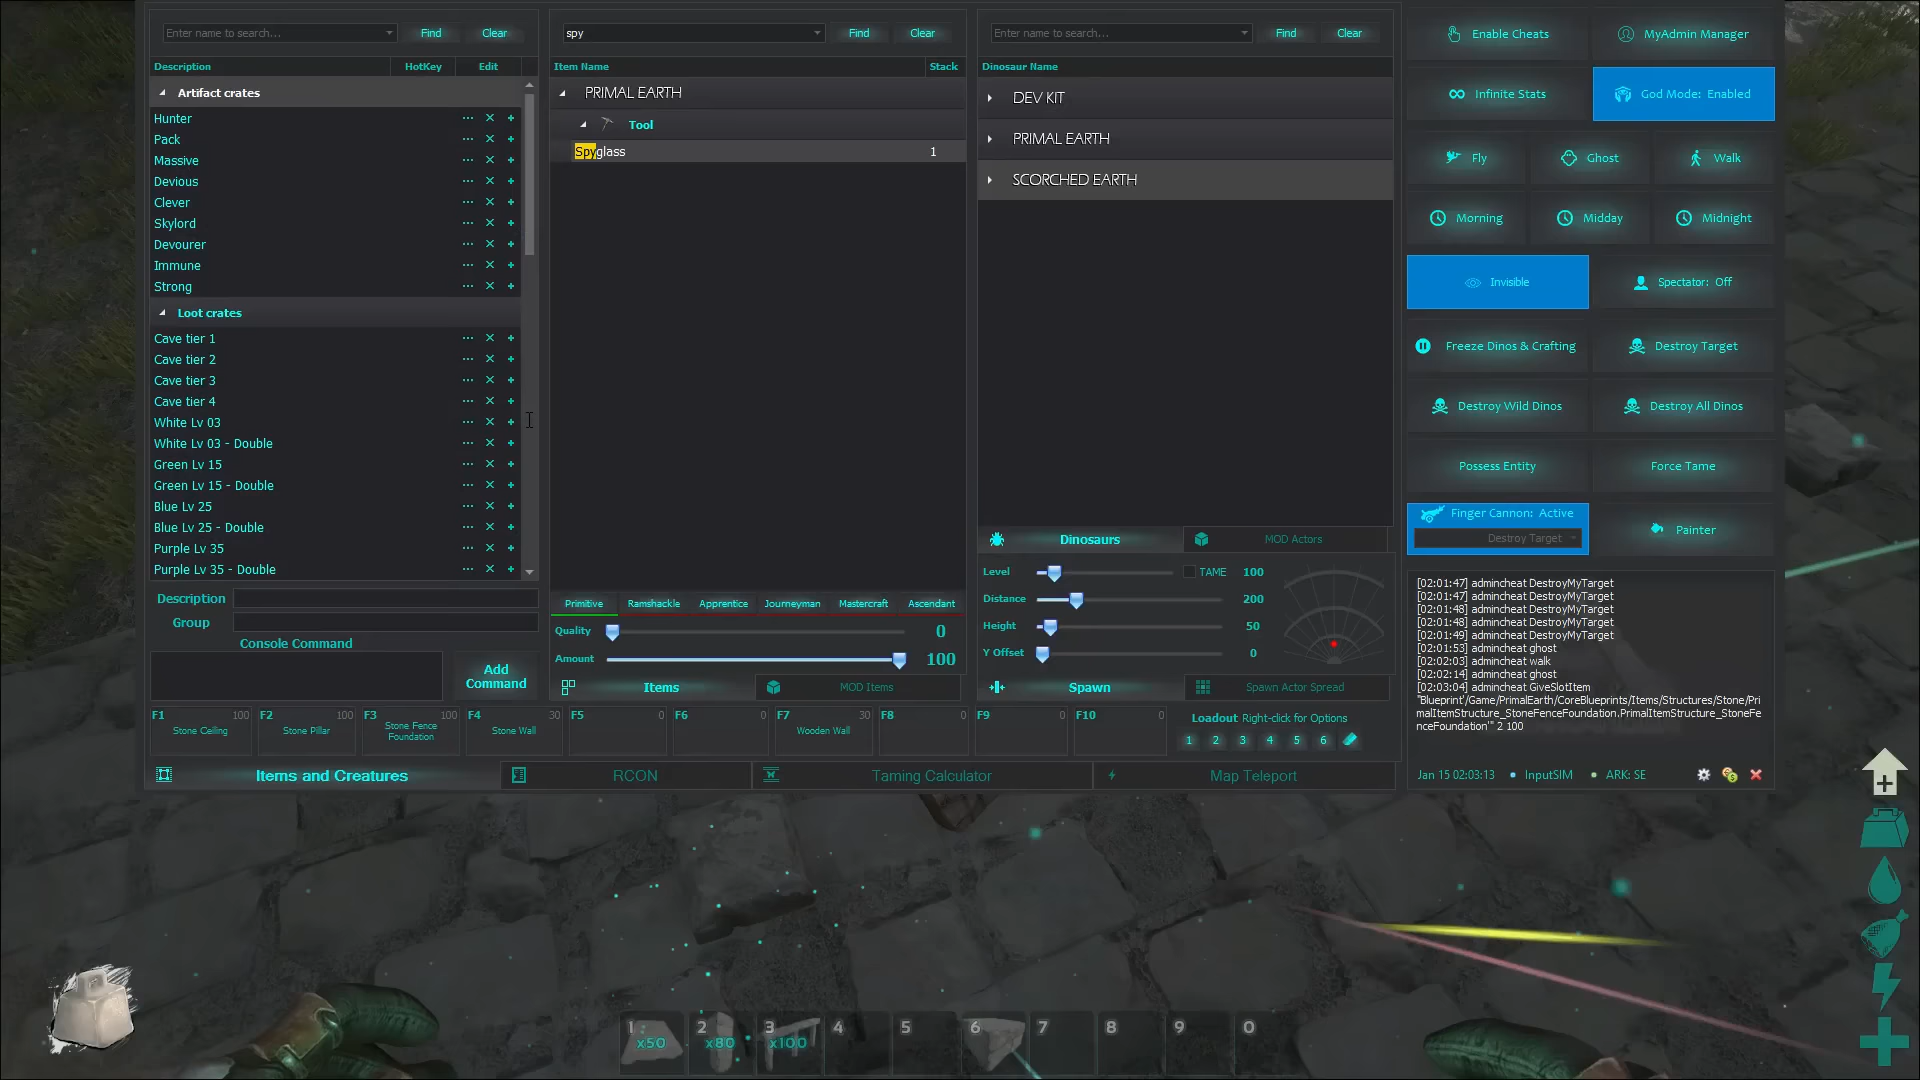 Enter name to search... Find Clear
Description HotKey Edit
Artifact crates
Hunter
Pack
Massive
Devious
Clever
Skylord
Devourer
Immune
Strong
Loot crates
Cave tier 1
Cave tier 2
Cave tier 3
Cave tier 4
White Lv 03
White Lv 03 - Double
Green Lv 15
Green Lv 15 - Double
Blue Lv 25
Blue Lv 25 - Double
Purple Lv 35
Purple Lv 35 - Double
Description
Group
Console Command
Add
Command
spy Find Clear
Item Name Stack
PRIMAL EARTH
Tool
Spyglass 1
Primitive Ramshackle Apprentice Journeyman Mastercraft Ascendant
Quality 0
Amount 100
Items MOD Items
Enter name to search... Find Clear
Dinosaur Name
DEV KIT
PRIMAL EARTH
SCORCHED EARTH
Dinosaurs MOD Actors
Level TAME 100
Distance 200
Height 50
Y Offset 0
Spawn Spawn Actor Spread
F1 100 F2 100 F3 100 F4 30 F5 0 F6 0 F7 30 F8 0 F9 0 F10 0
Stone Ceiling Stone Pillar Stone Fence Foundation Stone Wall Wooden Wall
Loadout Right-click for Options
1 2 3 4 5 6
Items and Creatures RCON Taming Calculator Map Teleport
Enable Cheats MyAdmin Manager
Infinite Stats God Mode: Enabled
Fly Ghost Walk
Morning Midday Midnight
Invisible Spectator: Off
Freeze Dinos & Crafting Destroy Target
Destroy Wild Dinos Destroy All Dinos
Possess Entity Force Tame
Finger Cannon: Active Painter
Destroy Target
[02:01:47] admincheat DestroyMyTarget
[02:01:47] admincheat DestroyMyTarget
[02:01:48] admincheat DestroyMyTarget
[02:01:48] admincheat DestroyMyTarget
[02:01:49] admincheat DestroyMyTarget
[02:01:53] admincheat ghost
[02:02:03] admincheat walk
[02:02:14] admincheat ghost
[02:03:04] admincheat GiveSlotItem
"Blueprint'/Game/PrimalEarth/CoreBlueprints/Items/Structures/Stone/Pri
malItemStructure_StoneFenceFoundation.PrimalItemStructure_StoneFe
nceFoundation'" 2 100
Jan 15 02:03:13 InputSIM ARK: SE
1 2 3 4 5 6 7 8 9 0
x50 x80 x100